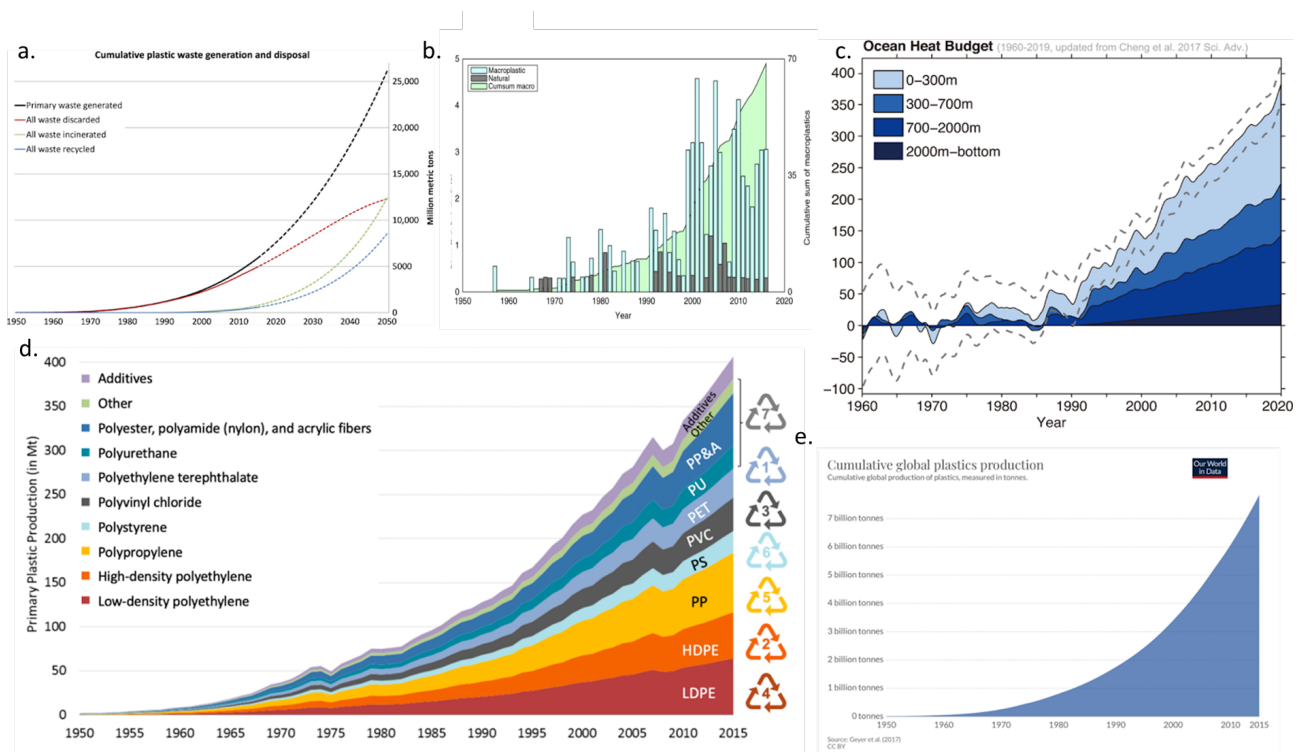 a.
Cumulative plastic waste generation and disposal
Primary waste generated
All waste discarded
All waste incinerated
All waste recycled
25,000
20,000
15,000
10,000
5000
0
Million metric tons
1950 1960 1970 1980 1990 2000 2010 2020 2030 2040 2050
b.
Macroplastic
Natural
Cumsum macro
5
4
3
2
1
0
70
35
0
Cumulative sum of macroplastics
1950 1960 1970 1980 1990 2000 2010 2020
Year
c.
Ocean Heat Budget (1960-2019, updated from Cheng et al. 2017 Sci. Adv.)
0−300m
300−700m
700−2000m
2000m−bottom
400
350
300
250
200
150
100
50
0
−50
−100
1960 1970 1980 1990 2000 2010 2020
Year
d.
Primary Plastic Production (in Mt)
400
350
300
250
200
150
100
50
0
Additives
Other
Polyester, polyamide (nylon), and acrylic fibers
Polyurethane
Polyethylene terephthalate
Polyvinyl chloride
Polystyrene
Polypropylene
High-density polyethylene
Low-density polyethylene
Additives
Other
PP&A
PU
PET
PVC
PS
PP
HDPE
LDPE
7
1
3
6
5
2
4
1950 1955 1960 1965 1970 1975 1980 1985 1990 1995 2000 2005 2010 2015
e.
Cumulative global plastics production
Cumulative global production of plastics, measured in tonnes.
Our World
in Data
7 billion tonnes
6 billion tonnes
5 billion tonnes
4 billion tonnes
3 billion tonnes
2 billion tonnes
1 billion tonnes
0 tonnes
1950 1960 1970 1980 1990 2000 2010 2015
Source: Geyer et al. (2017)
CC BY